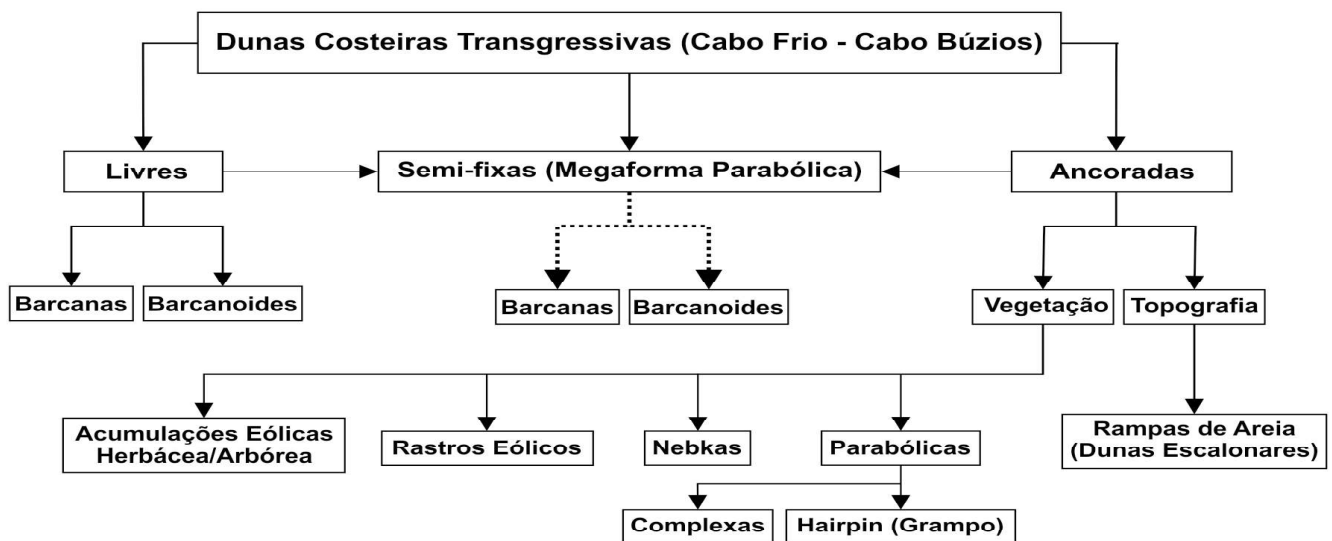 Dunas Costeiras Transgressivas (Cabo Frio - Cabo Búzios)
Livres
Semi-fixas (Megaforma Parabólica)
Ancoradas
Barcanas
Barcanoides
Barcanas
Barcanoides
Vegetação
Topografia
Acumulações Eólicas
Herbácea/Arbórea
Rastros Eólicos
Nebkas
Parabólicas
Rampas de Areia
(Dunas Escalonares)
Complexas
Hairpin (Grampo)